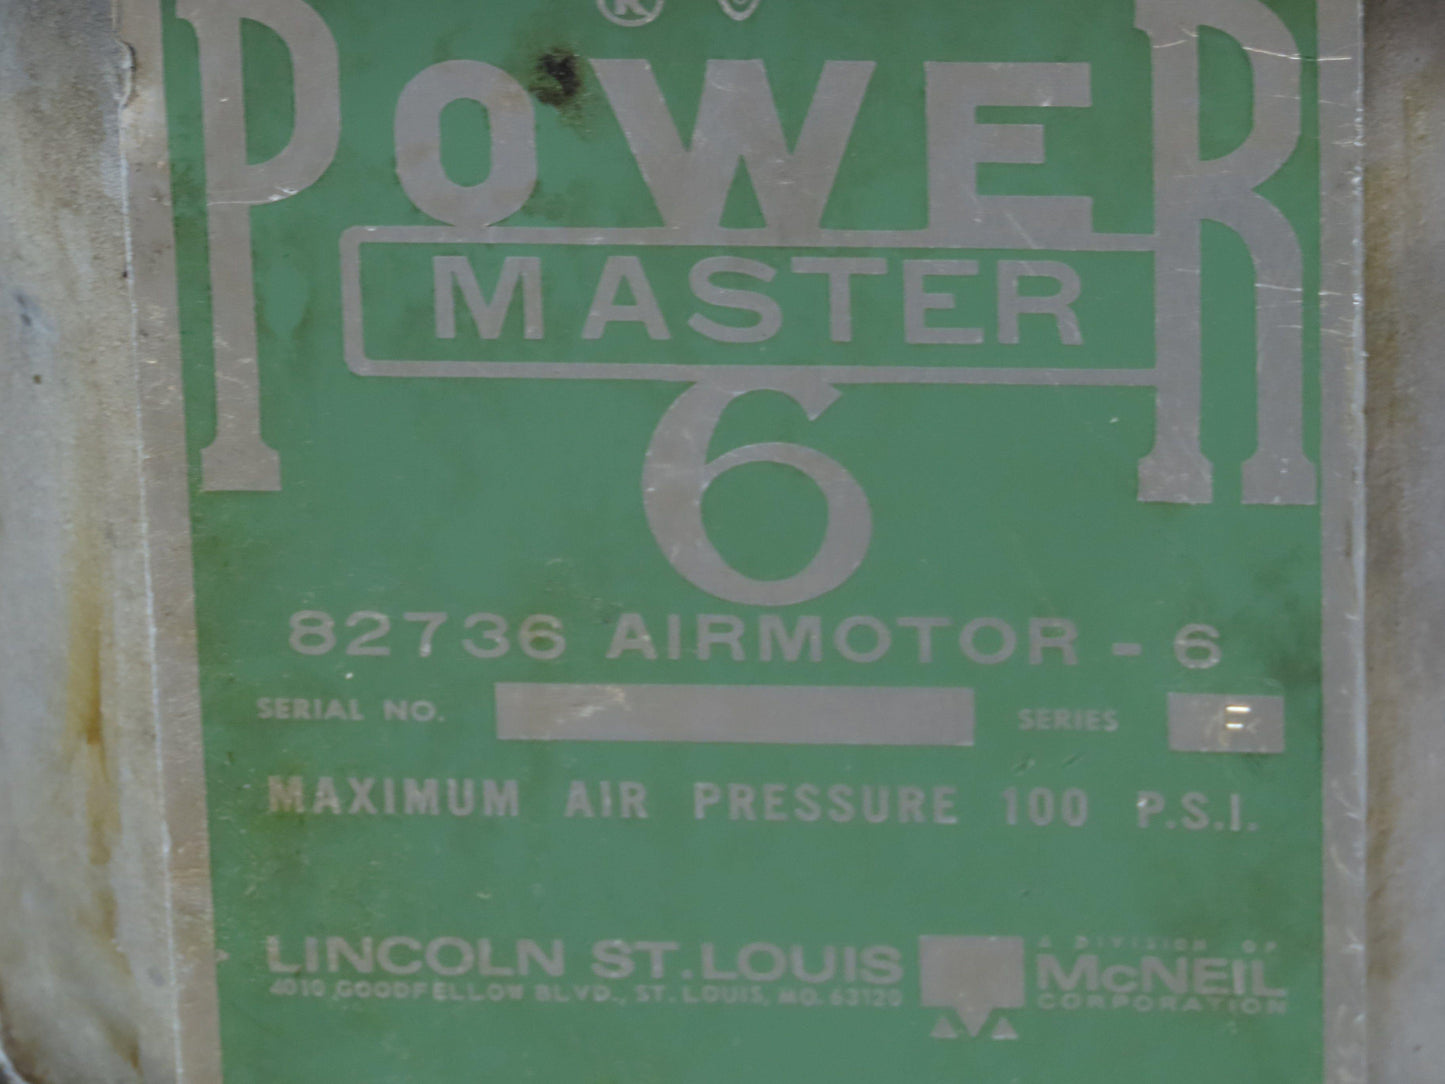 ®
POWER
MASTER
6
82736 AIRMOTOR - 6
SERIAL NO. SERIES E
MAXIMUM AIR PRESSURE 100 P.S.I.
LINCOLN ST. LOUIS
4010 GOODFELLOW BLVD., ST. LOUIS, MO. 63120
A DIVISION OF
McNEIL
CORPORATION